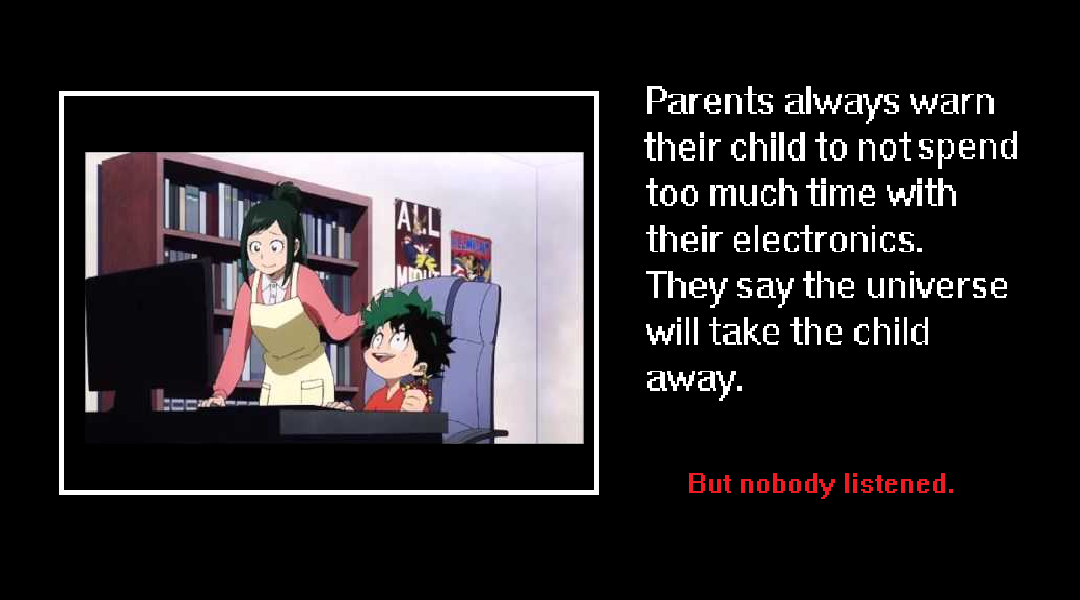 Parents always warn
their child to not spend
too much time with
their electronics.
They say the universe
will take the child
away.
But nobody listened.
ALL